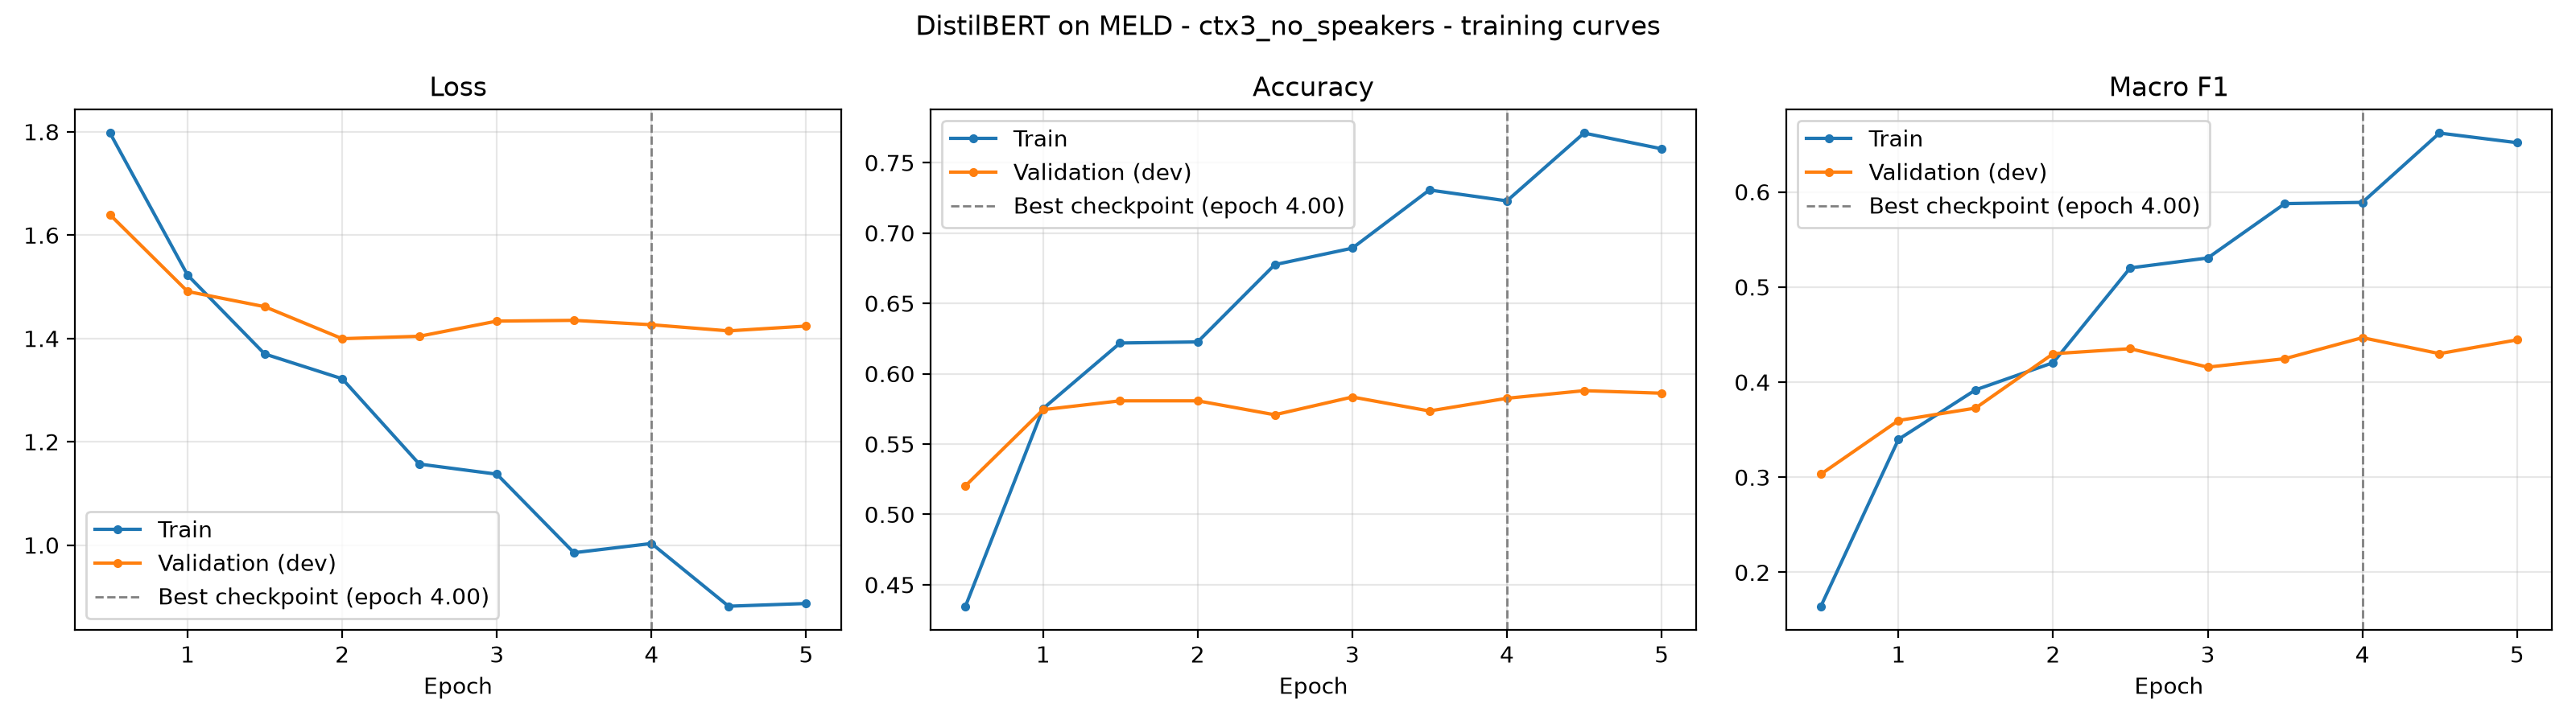 DistilBERT on MELD - ctx3_no_speakers - training curves
Loss
1.8
1.6
1.4
1.2
1.0
Train
Validation (dev)
Best checkpoint (epoch 4.00)
1 2 3 4 5
Epoch
Accuracy
Train
Validation (dev)
Best checkpoint (epoch 4.00)
0.75
0.70
0.65
0.60
0.55
0.50
0.45
1 2 3 4 5
Epoch
Macro F1
Train
Validation (dev)
Best checkpoint (epoch 4.00)
0.6
0.5
0.4
0.3
0.2
1 2 3 4 5
Epoch